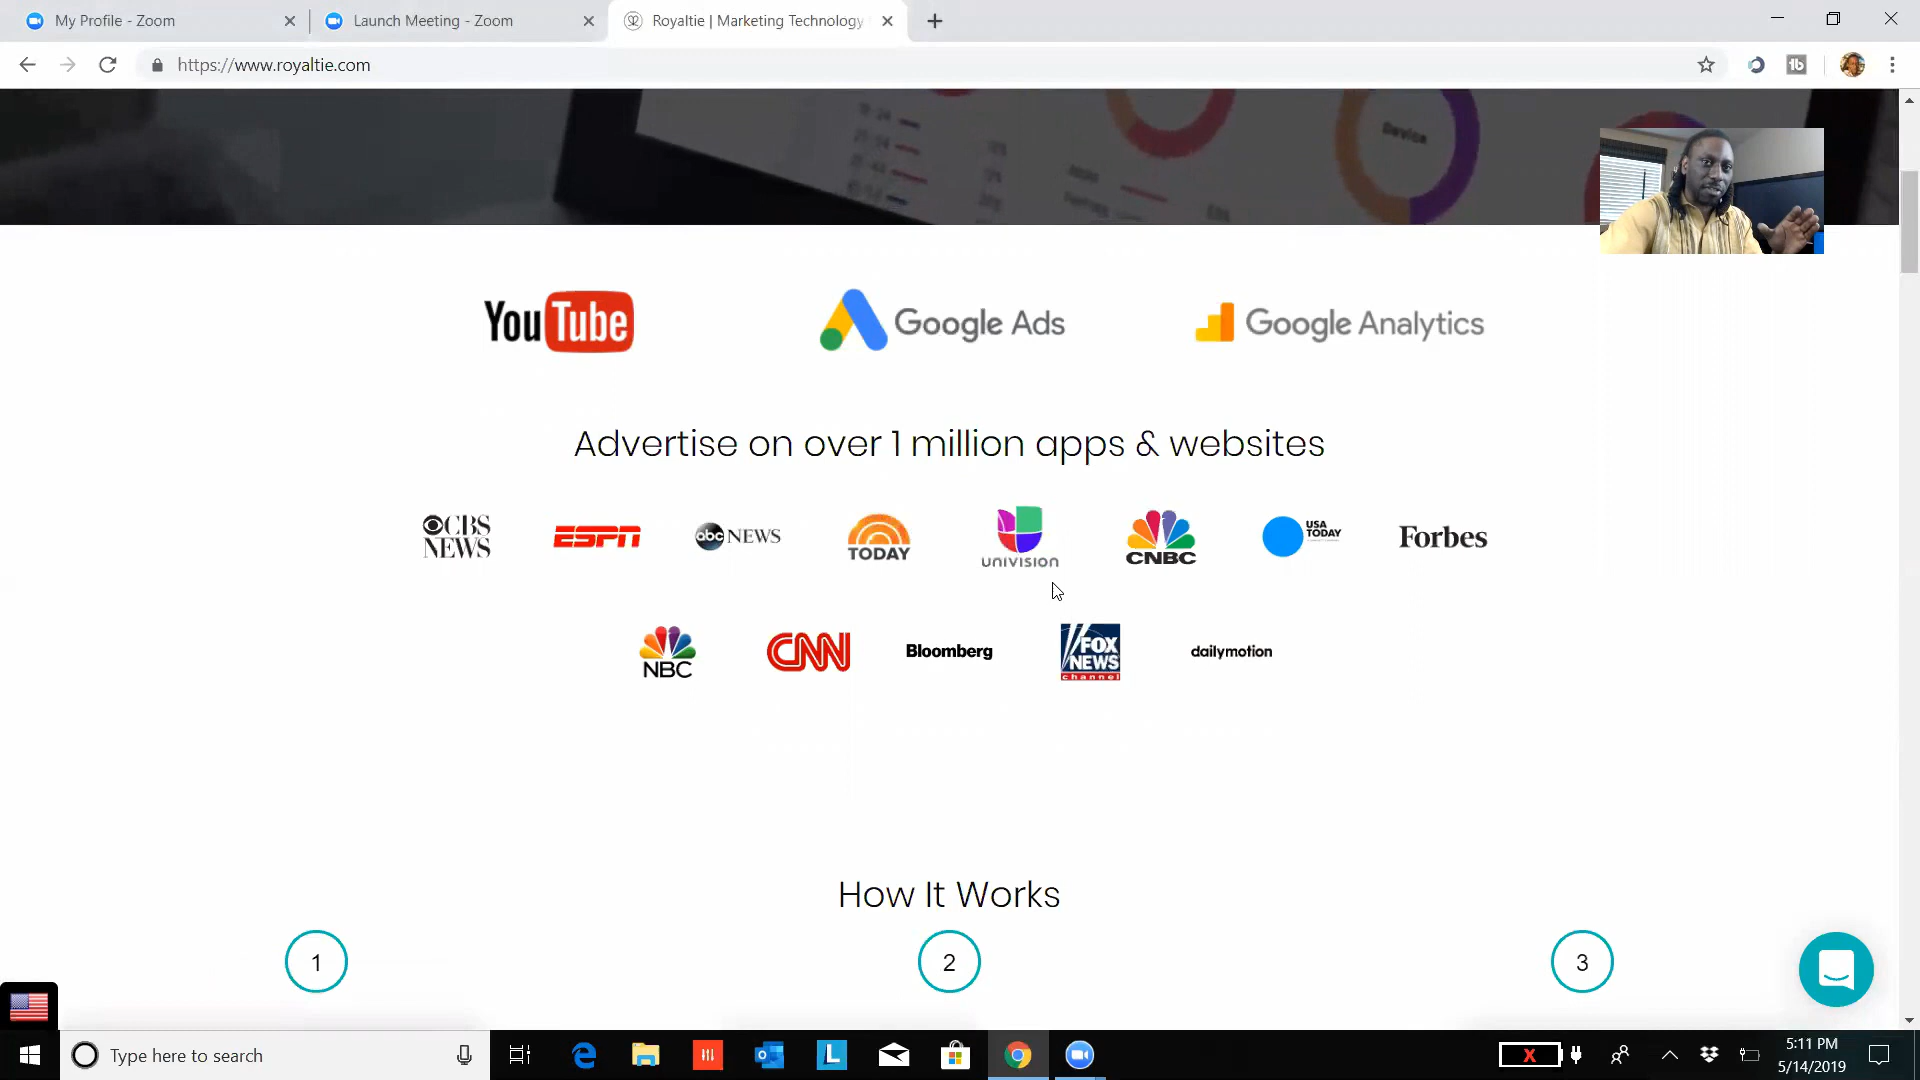 My Profile - Zoom
Launch Meeting - Zoom
Royaltie | Marketing Technology
https://www.royaltie.com
Device
YouTube
Google Ads
Google Analytics
Advertise on over 1 million apps & websites
CBS NEWS
ESPN
abc NEWS
TODAY
UNIVISION
CNBC
USA TODAY
Forbes
NBC
CNN
Bloomberg
FOX NEWS channel
dailymotion
How It Works
1
2
3
Type here to search
5:11 PM
5/14/2019